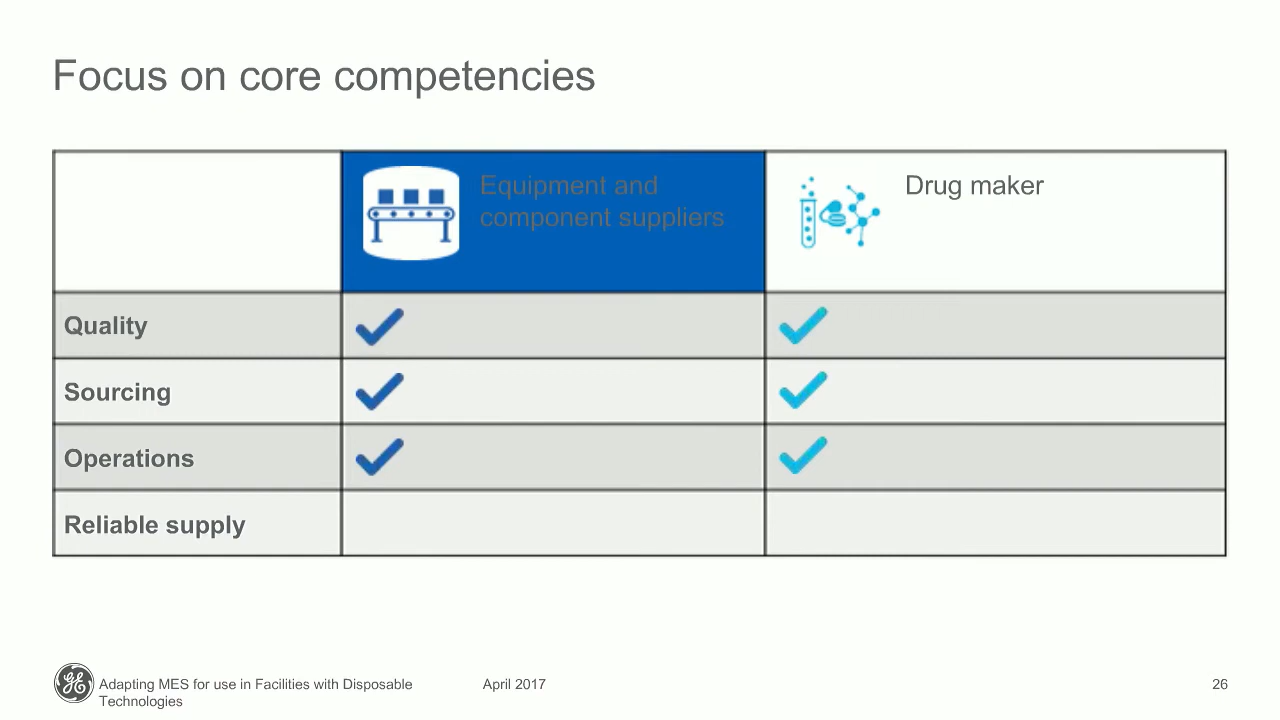 Focus on core competencies
Equipment and
component suppliers
Drug maker
Quality
Sourcing
Operations
Reliable supply
Adapting MES for use in Facilities with Disposable
Technologies
April 2017
26